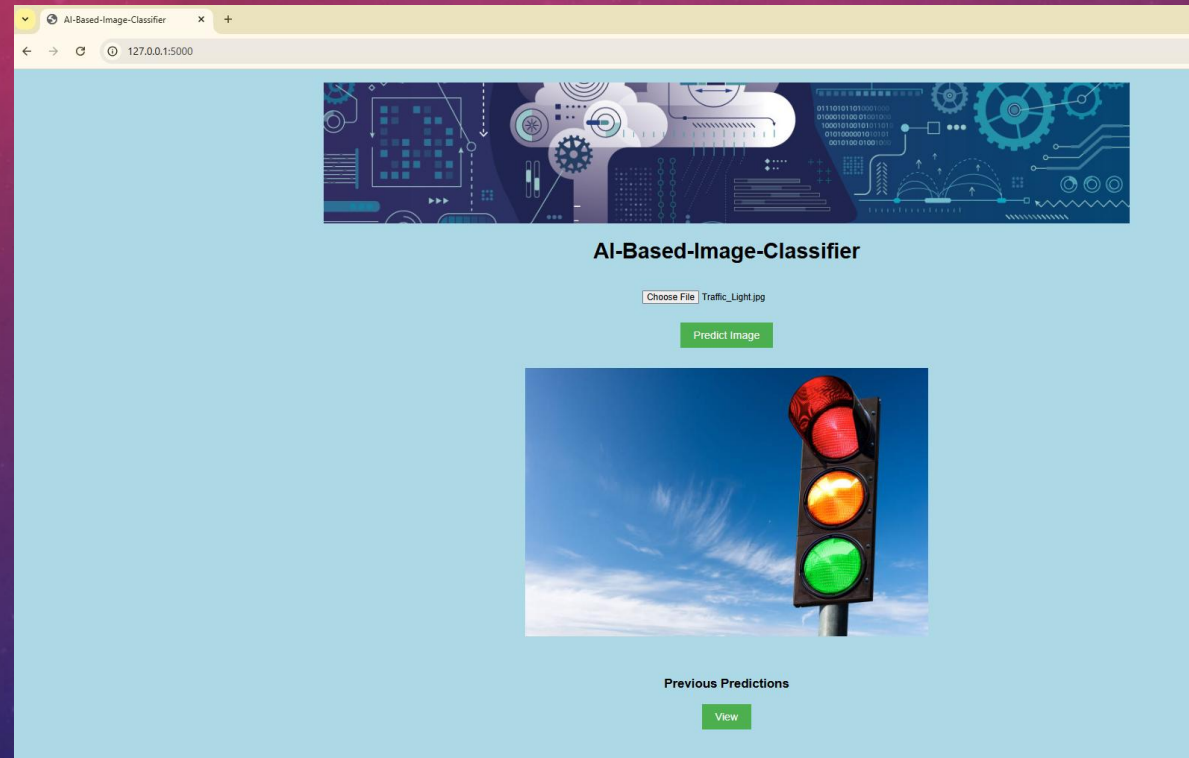 AI-Based-Image-Classifier
127.0.0.1:5000
011101011010001000
AI-Based-Image-Classifier
Choose File Traffic_Light.jpg
Predict Image
Previous Predictions
View